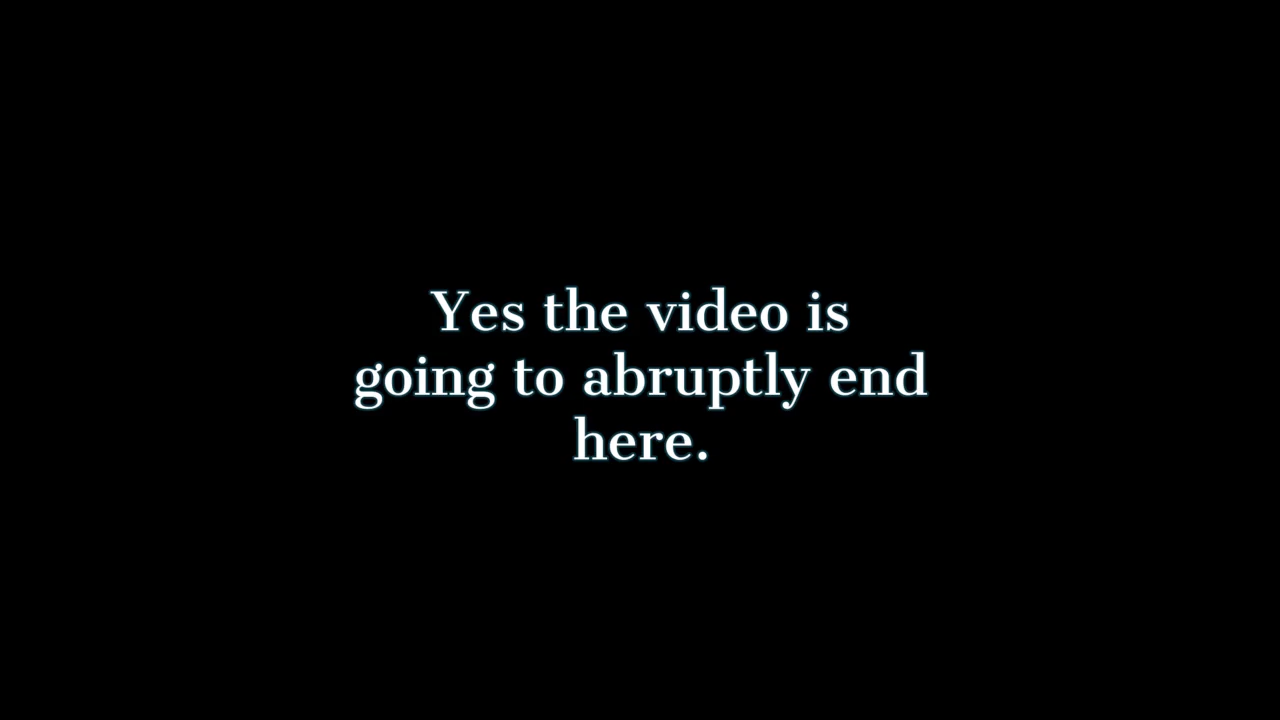 Yes the video is
going to abruptly end
here.